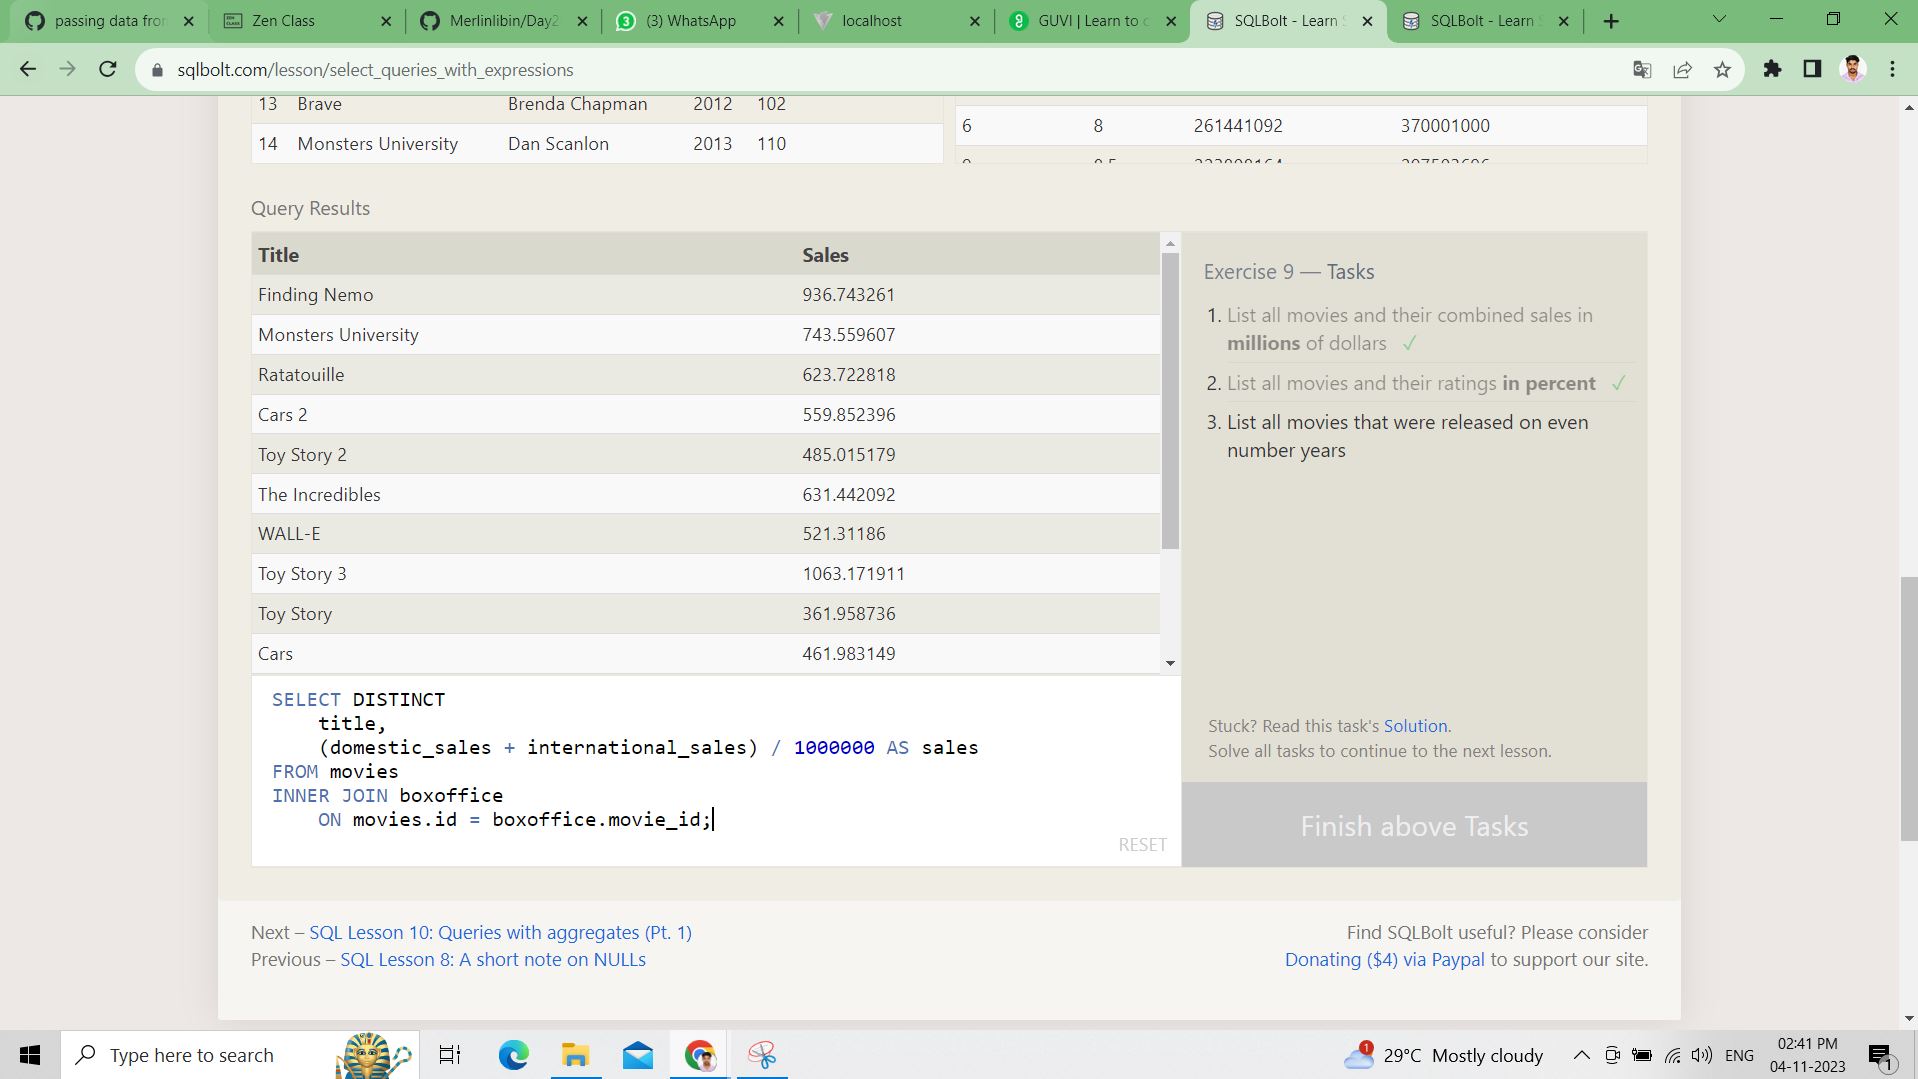 passing data fron
Zen Class
Merlinlibin/Day2
(3) WhatsApp
localhost
GUVI | Learn to c
SQLBolt - Learn S
SQLBolt - Learn S
sqlbolt.com/lesson/select_queries_with_expressions
13 Brave Brenda Chapman 2012 102
14 Monsters University Dan Scanlon 2013 110
6 8 261441092 370001000
Query Results
Title Sales
Finding Nemo 936.743261
Monsters University 743.559607
Ratatouille 623.722818
Cars 2 559.852396
Toy Story 2 485.015179
The Incredibles 631.442092
WALL-E 521.31186
Toy Story 3 1063.171911
Toy Story 361.958736
Cars 461.983149
Exercise 9 — Tasks
1. List all movies and their combined sales in
millions of dollars ✓
2. List all movies and their ratings in percent ✓
3. List all movies that were released on even
number years
Stuck? Read this task's Solution.
Solve all tasks to continue to the next lesson.
Finish above Tasks
SELECT DISTINCT
title,
(domestic_sales + international_sales) / 1000000 AS sales
FROM movies
INNER JOIN boxoffice
ON movies.id = boxoffice.movie_id;
RESET
Next – SQL Lesson 10: Queries with aggregates (Pt. 1)
Previous – SQL Lesson 8: A short note on NULLs
Find SQLBolt useful? Please consider
Donating ($4) via Paypal to support our site.
Type here to search
1
29°C Mostly cloudy
ENG
02:41 PM
04-11-2023
1